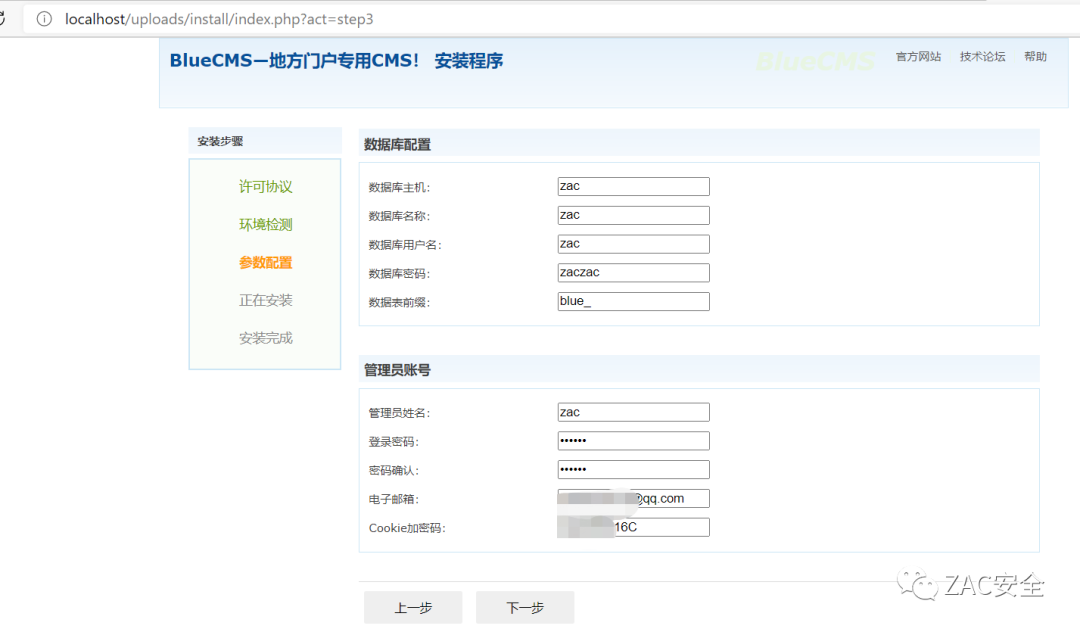 localhost/uploads/install/index.php?act=step3
BlueCMS—地方门户专用CMS！ 安装程序
BlueCMS
官方网站 技术论坛 帮助
安装步骤
许可协议
环境检测
参数配置
正在安装
安装完成
数据库配置
数据库主机： zac
数据库名称： zac
数据库用户名： zac
数据库密码： zaczac
数据表前缀： blue_
管理员账号
管理员姓名： zac
登录密码： ••••••
密码确认： ••••••
电子邮箱： @qq.com
Cookie加密码： 16C
上一步 下一步
ZAC安全